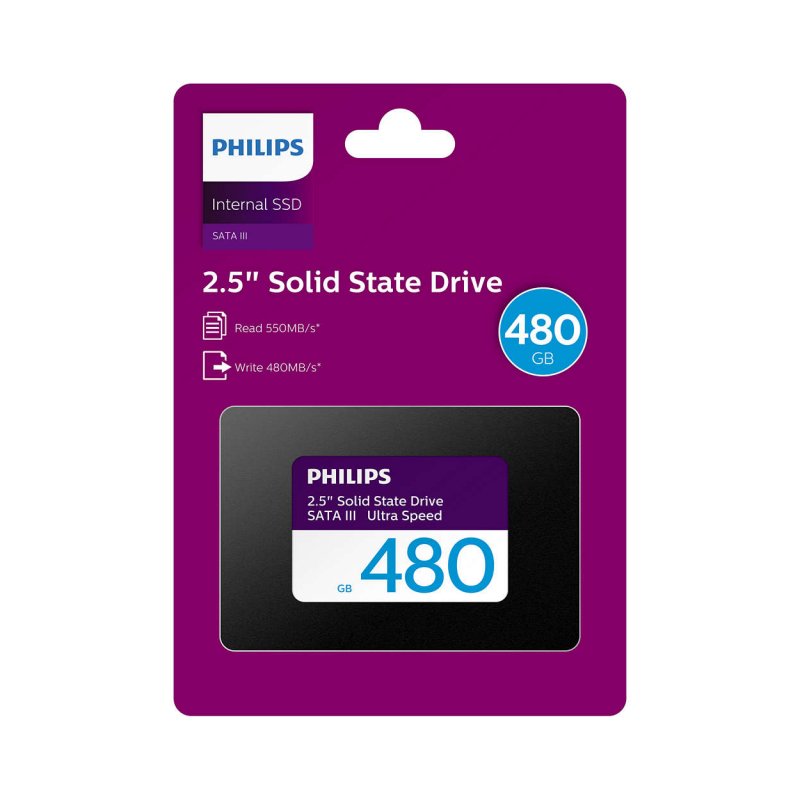 PHILIPS
Internal SSD
SATA III
2.5" Solid State Drive
Read 550MB/s*
Write 480MB/s*
480
GB
PHILIPS
2.5" Solid State Drive
SATA III Ultra Speed
GB 480